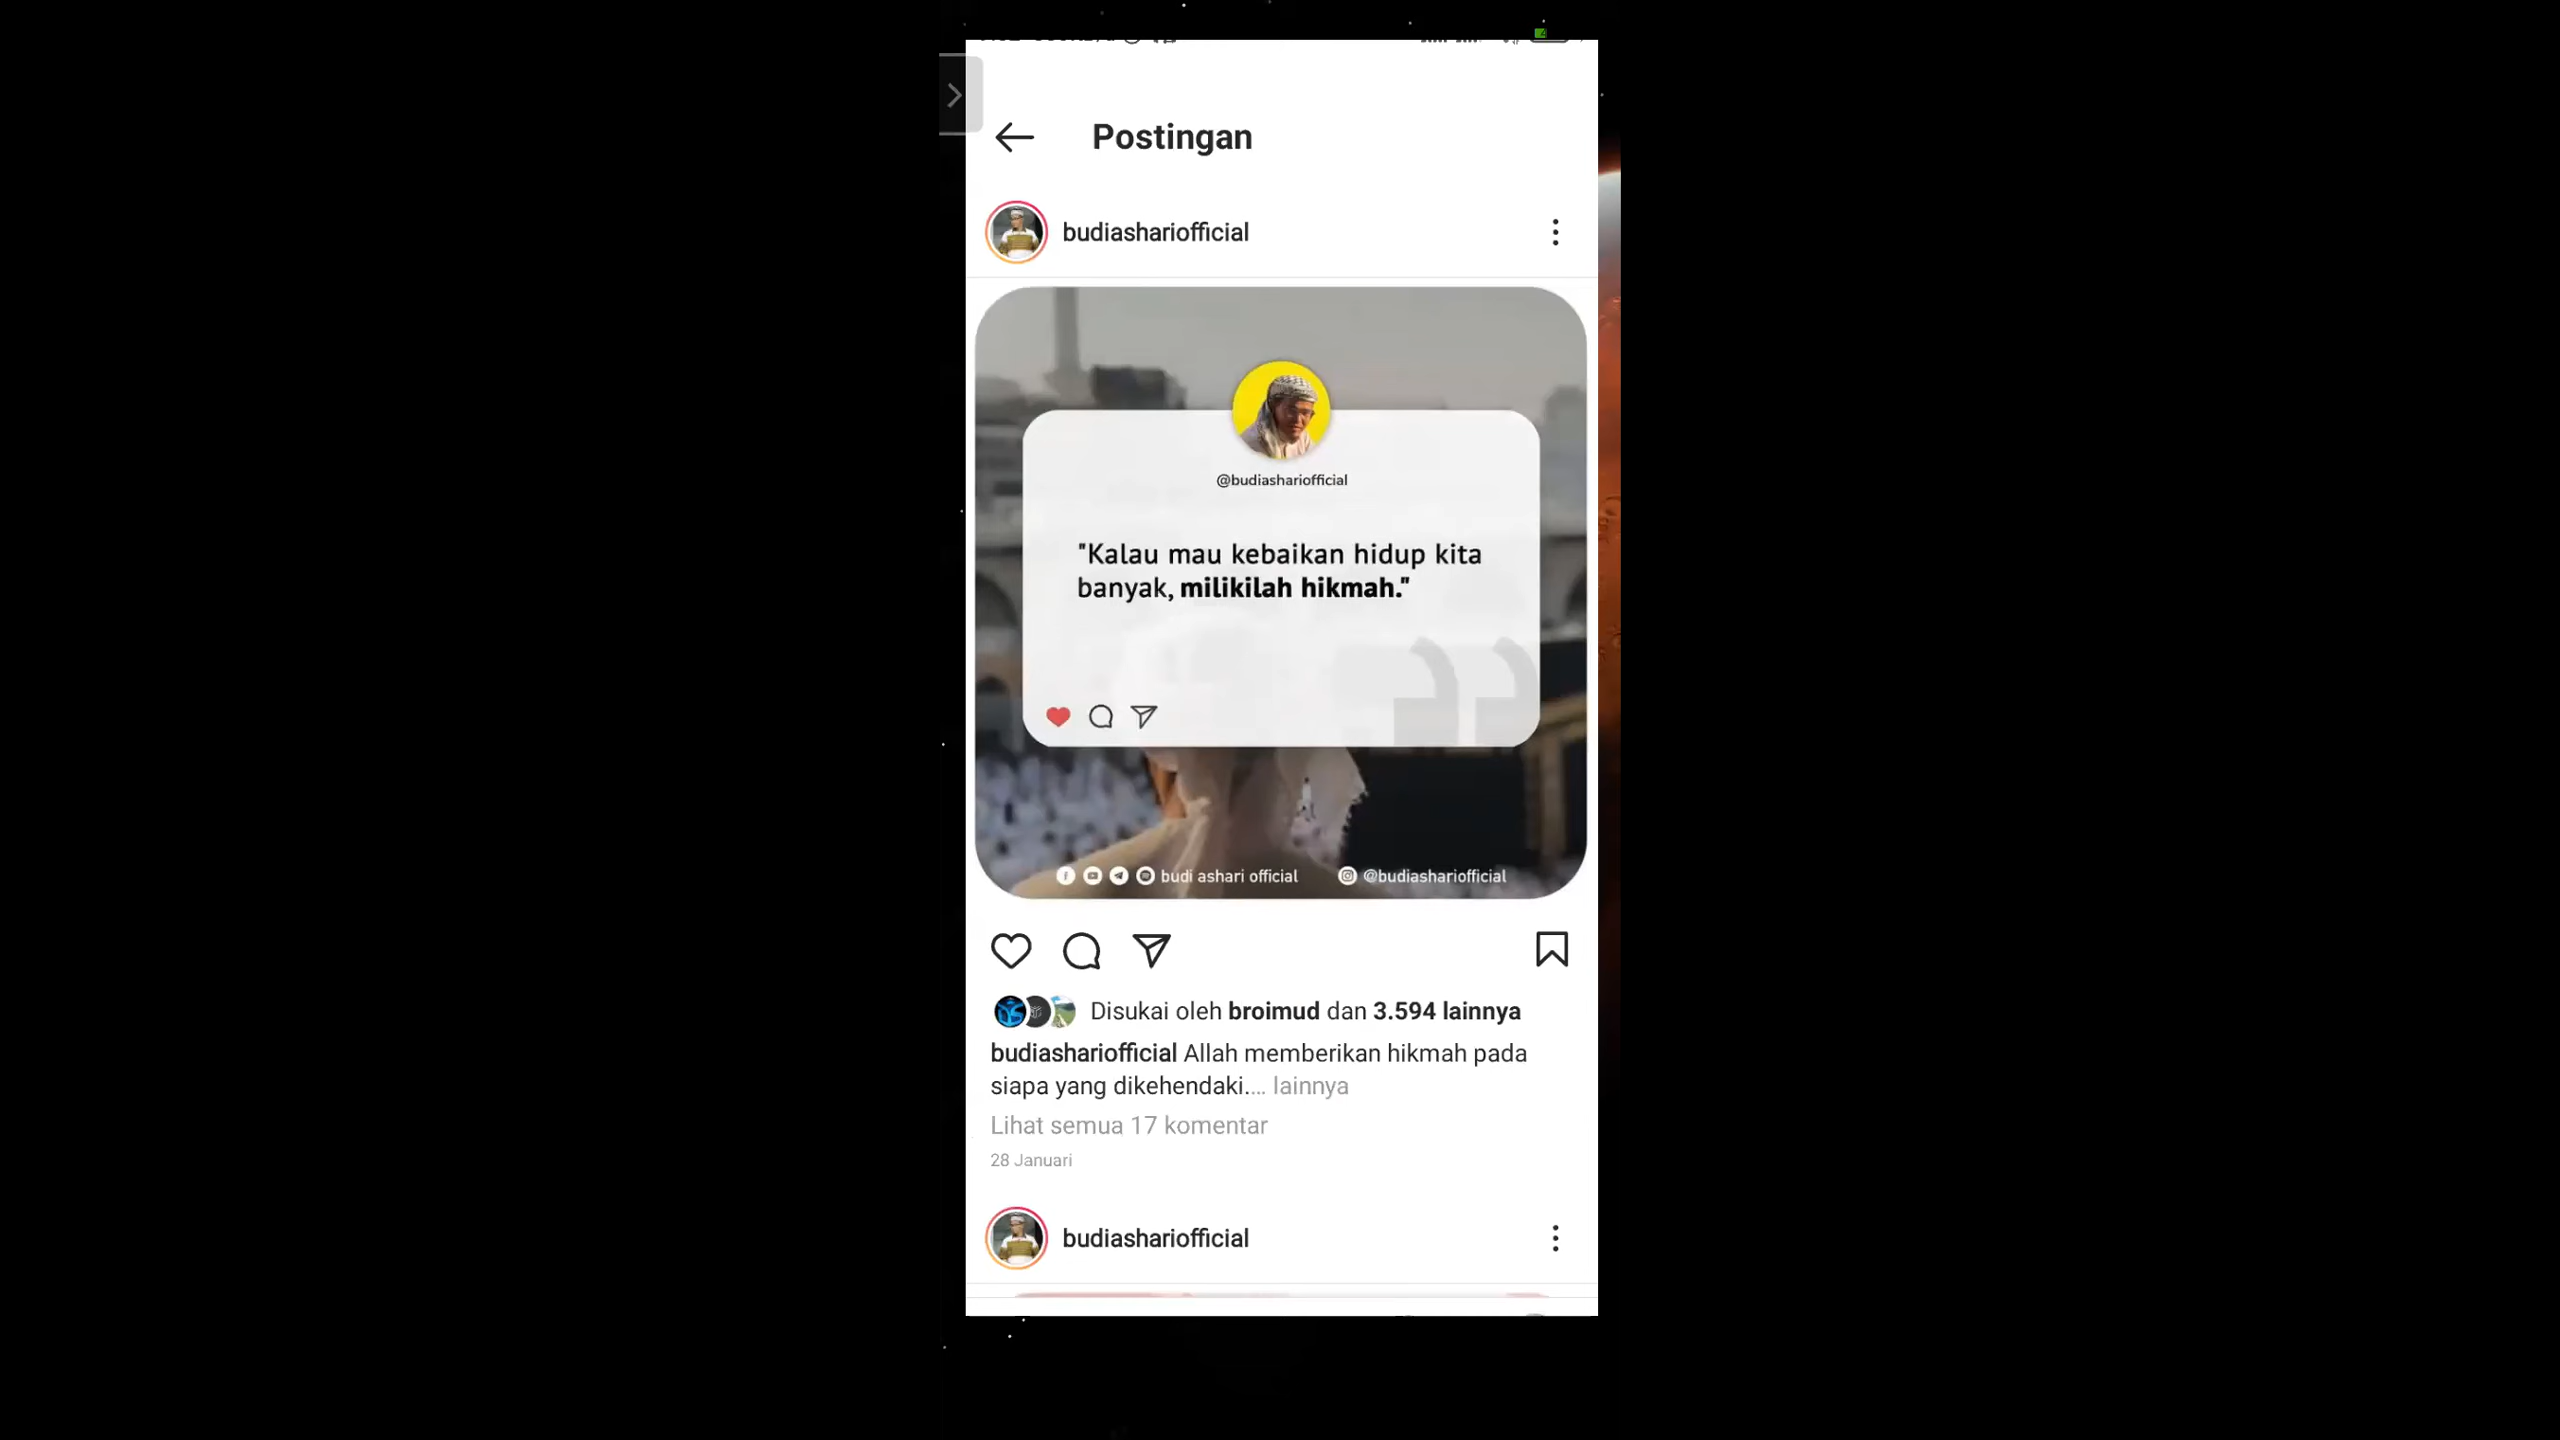 Postingan
budiashariofficial
@budiashariofficial
"Kalau mau kebaikan hidup kita
banyak, milikilah hikmah."
budi ashari official @budiashariofficial
Disukai oleh broimud dan 3.594 lainnya
budiashariofficial Allah memberikan hikmah pada
siapa yang dikehendaki.... lainnya
Lihat semua 17 komentar
28 Januari
budiashariofficial